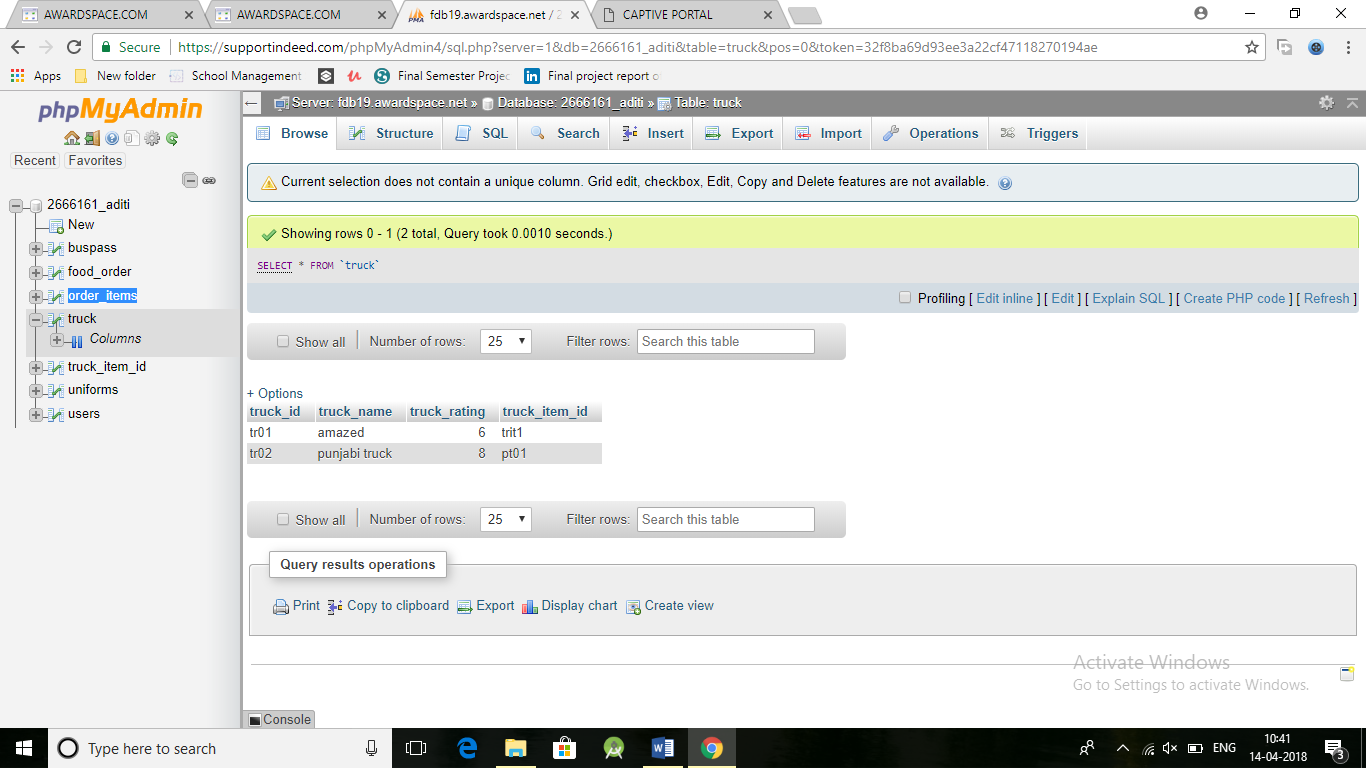 AWARDSPACE.COM
AWARDSPACE.COM
fdb19.awardspace.net / 2
CAPTIVE PORTAL
Secure
https://supportindeed.com/phpMyAdmin4/sql.php?server=1&db=2666161_aditi&table=truck&pos=0&token=32f8ba69d93ee3a22cf47118270194ae
Apps
New folder
School Management
Final Semester Projec
Final project report o
phpMyAdmin
Recent
Favorites
2666161_aditi
New
buspass
food_order
order_items
truck
Columns
truck_item_id
uniforms
users
Server: fdb19.awardspace.net » Database: 2666161_aditi » Table: truck
Browse
Structure
SQL
Search
Insert
Export
Import
Operations
Triggers
Current selection does not contain a unique column. Grid edit, checkbox, Edit, Copy and Delete features are not available.
Showing rows 0 - 1 (2 total, Query took 0.0010 seconds.)
SELECT * FROM `truck`
Profiling [ Edit inline ] [ Edit ] [ Explain SQL ] [ Create PHP code ] [ Refresh ]
Show all
Number of rows:
25
Filter rows:
Search this table
+ Options
truck_id truck_name truck_rating truck_item_id
tr01 amazed 6 trit1
tr02 punjabi truck 8 pt01
Show all
Number of rows:
25
Filter rows:
Search this table
Query results operations
Print
Copy to clipboard
Export
Display chart
Create view
Activate Windows
Go to Settings to activate Windows.
Console
Type here to search
ENG
10:41
14-04-2018
3